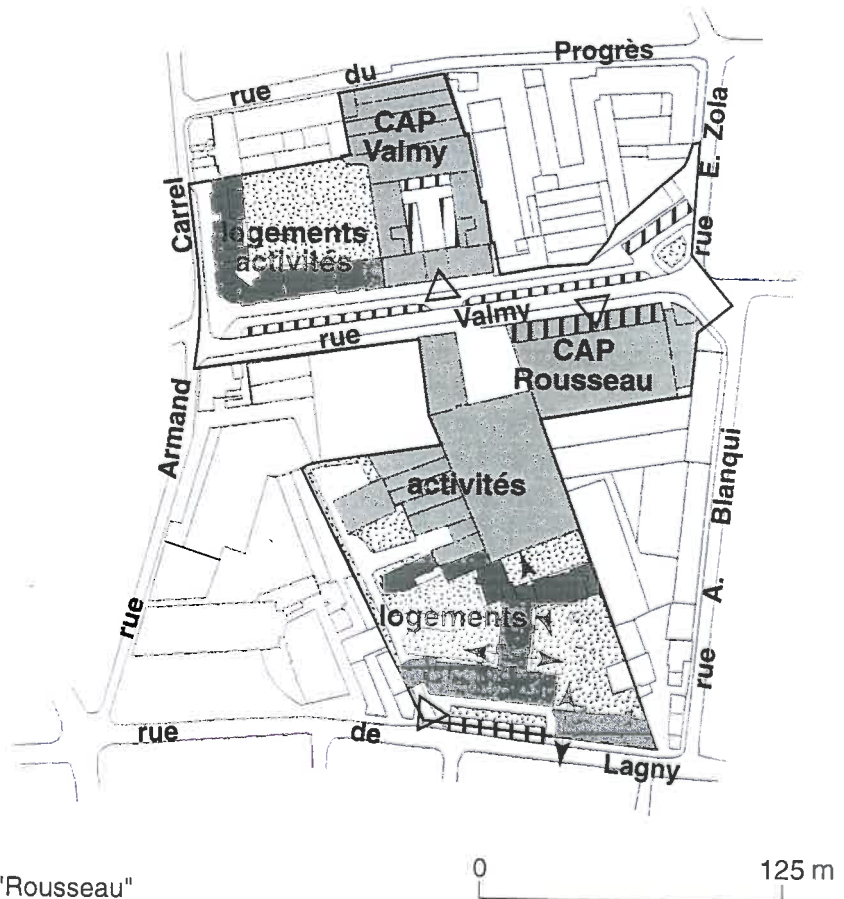 rue du Progrès
CAP
Valmy
rue E. Zola
logements
activités
rue Armand Carrel
rue Valmy
CAP
Rousseau
activités
logements
rue A. Blanqui
rue de Lagny
"Rousseau"
0 125 m